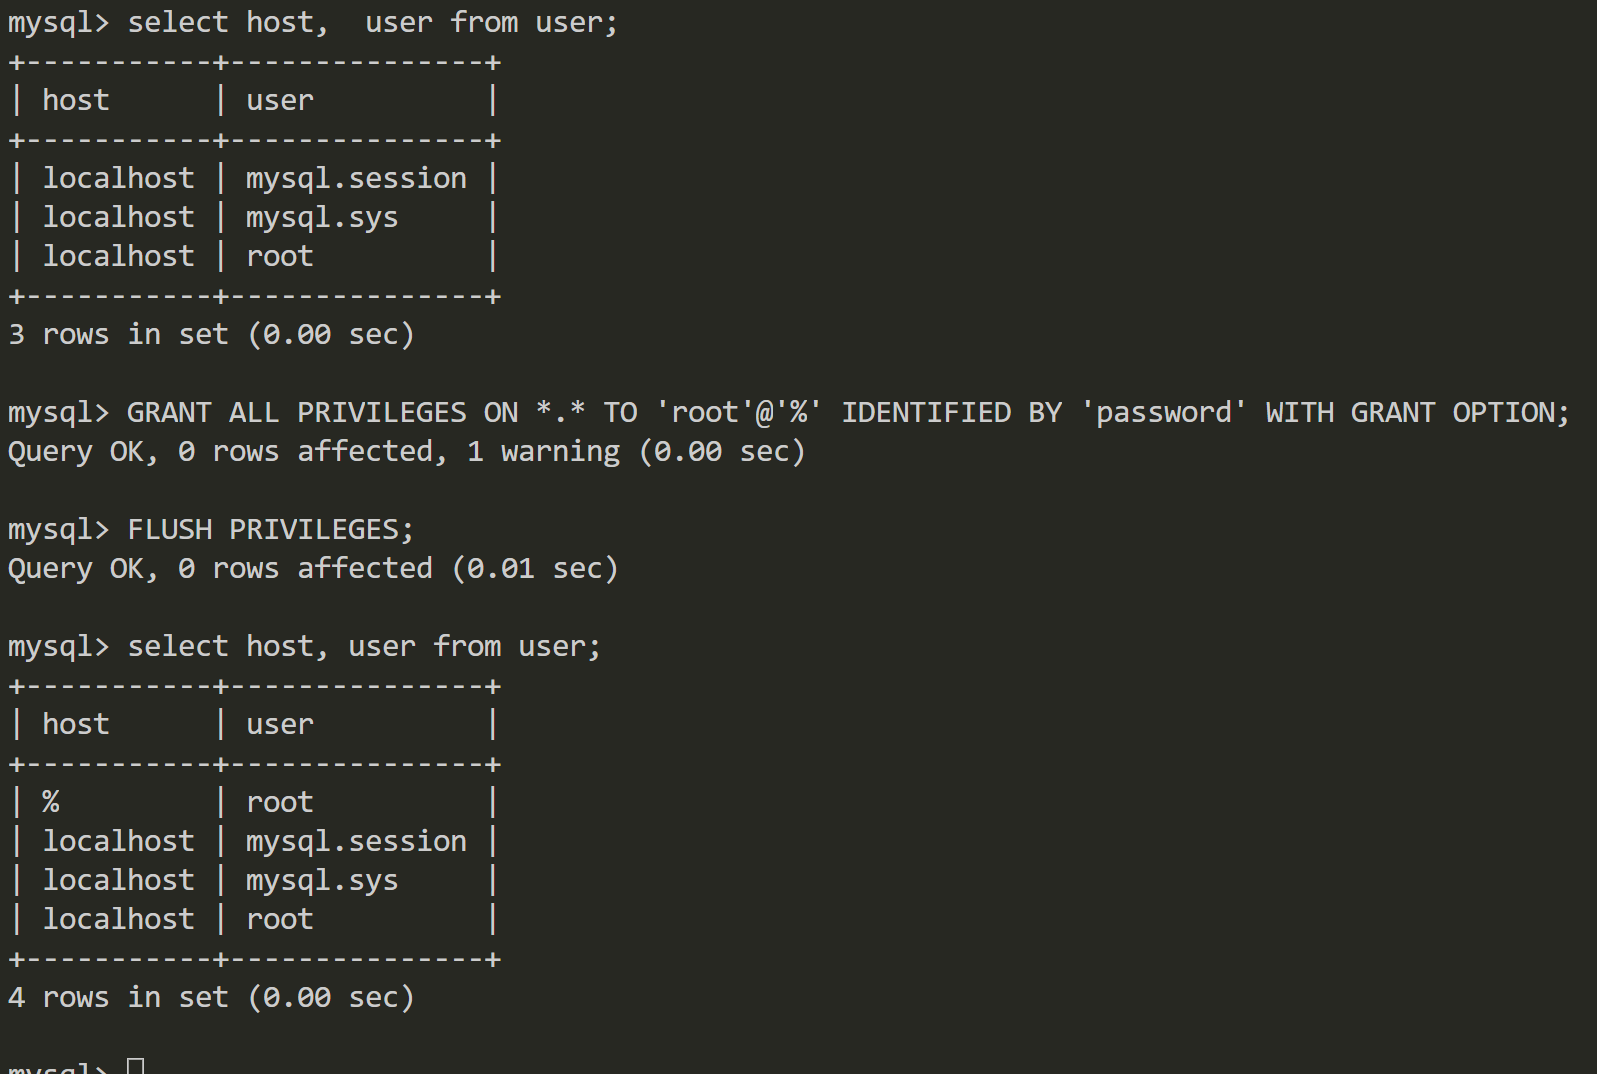 mysql> select host,  user from user;
+-----------+---------------+
| host      | user          |
+-----------+---------------+
| localhost | mysql.session |
| localhost | mysql.sys     |
| localhost | root          |
+-----------+---------------+
3 rows in set (0.00 sec)

mysql> GRANT ALL PRIVILEGES ON *.* TO 'root'@'%' IDENTIFIED BY 'password' WITH GRANT OPTION;
Query OK, 0 rows affected, 1 warning (0.00 sec)

mysql> FLUSH PRIVILEGES;
Query OK, 0 rows affected (0.01 sec)

mysql> select host, user from user;
+-----------+---------------+
| host      | user          |
+-----------+---------------+
| %         | root          |
| localhost | mysql.session |
| localhost | mysql.sys     |
| localhost | root          |
+-----------+---------------+
4 rows in set (0.00 sec)

mysql>